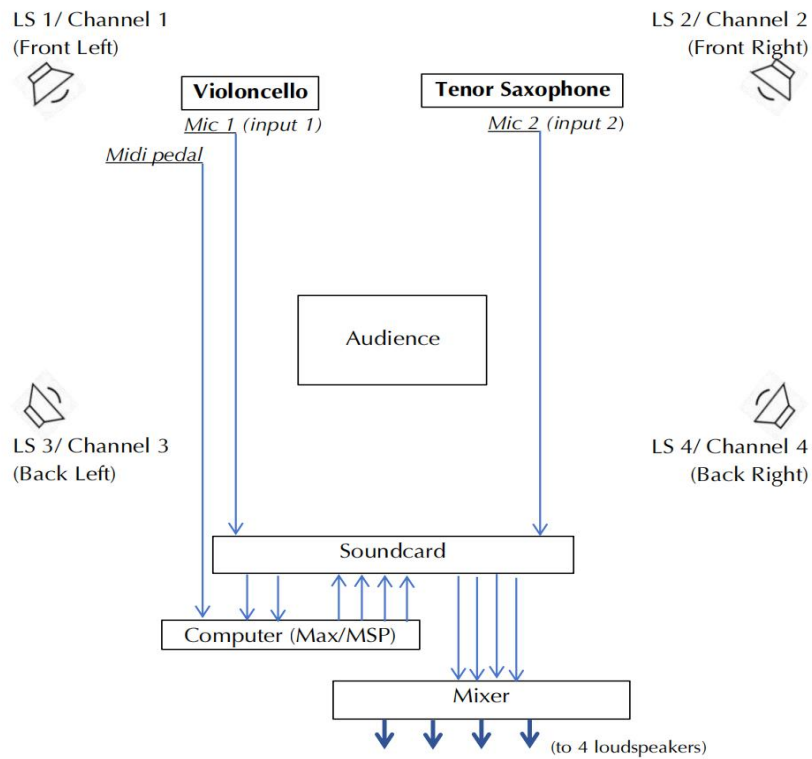 LS 1/ Channel 1
(Front Left)
LS 2/ Channel 2
(Front Right)
Violoncello
Tenor Saxophone
Mic 1 (input 1)
Mic 2 (input 2)
Midi pedal
Audience
LS 3/ Channel 3
(Back Left)
LS 4/ Channel 4
(Back Right)
Soundcard
Computer (Max/MSP)
Mixer
(to 4 loudspeakers)